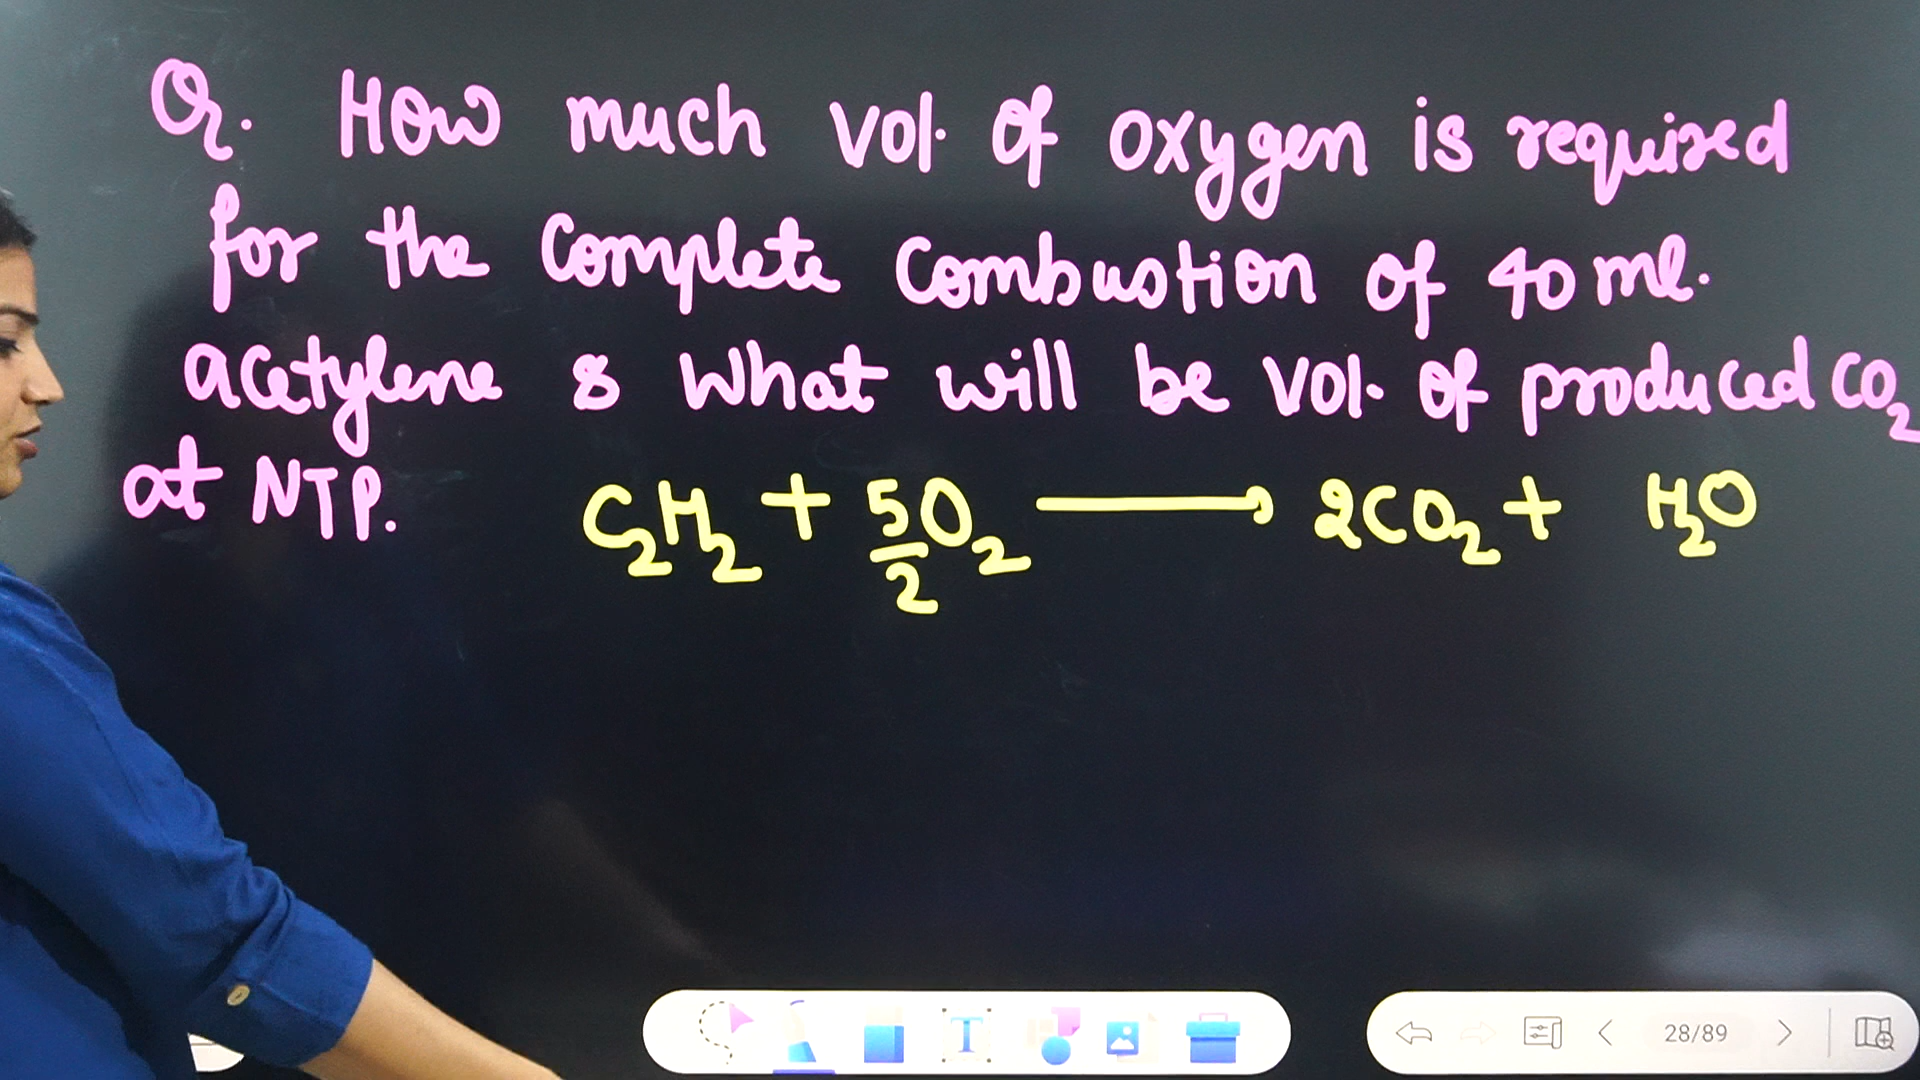 Q. How much vol. of oxygen is required
for the complete combustion of 40 ml.
acetylene & what will be vol. of produced CO₂
at NTP.
C₂H₂ + 5/2 O₂ ⟶ 2CO₂ + H₂O
T
28/89